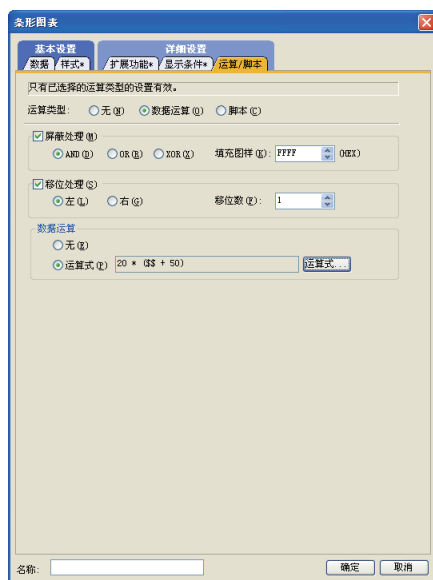 条形图表
基本设置 详细设置
数据 样式* 扩展功能* 显示条件* 运算/脚本
只有已选择的运算类型的设置有效。
运算类型: 无(N) 数据运算(O) 脚本(C)
屏蔽处理(M)
AND(D) OR(R) XOR(X) 填充图样(K): FFFF (HEX)
移位处理(S)
左(L) 右(G) 移位数(F): 1
数据运算
无(E)
运算式(P) 20 * ($$ + 50) 运算式...
名称: 确定 取消